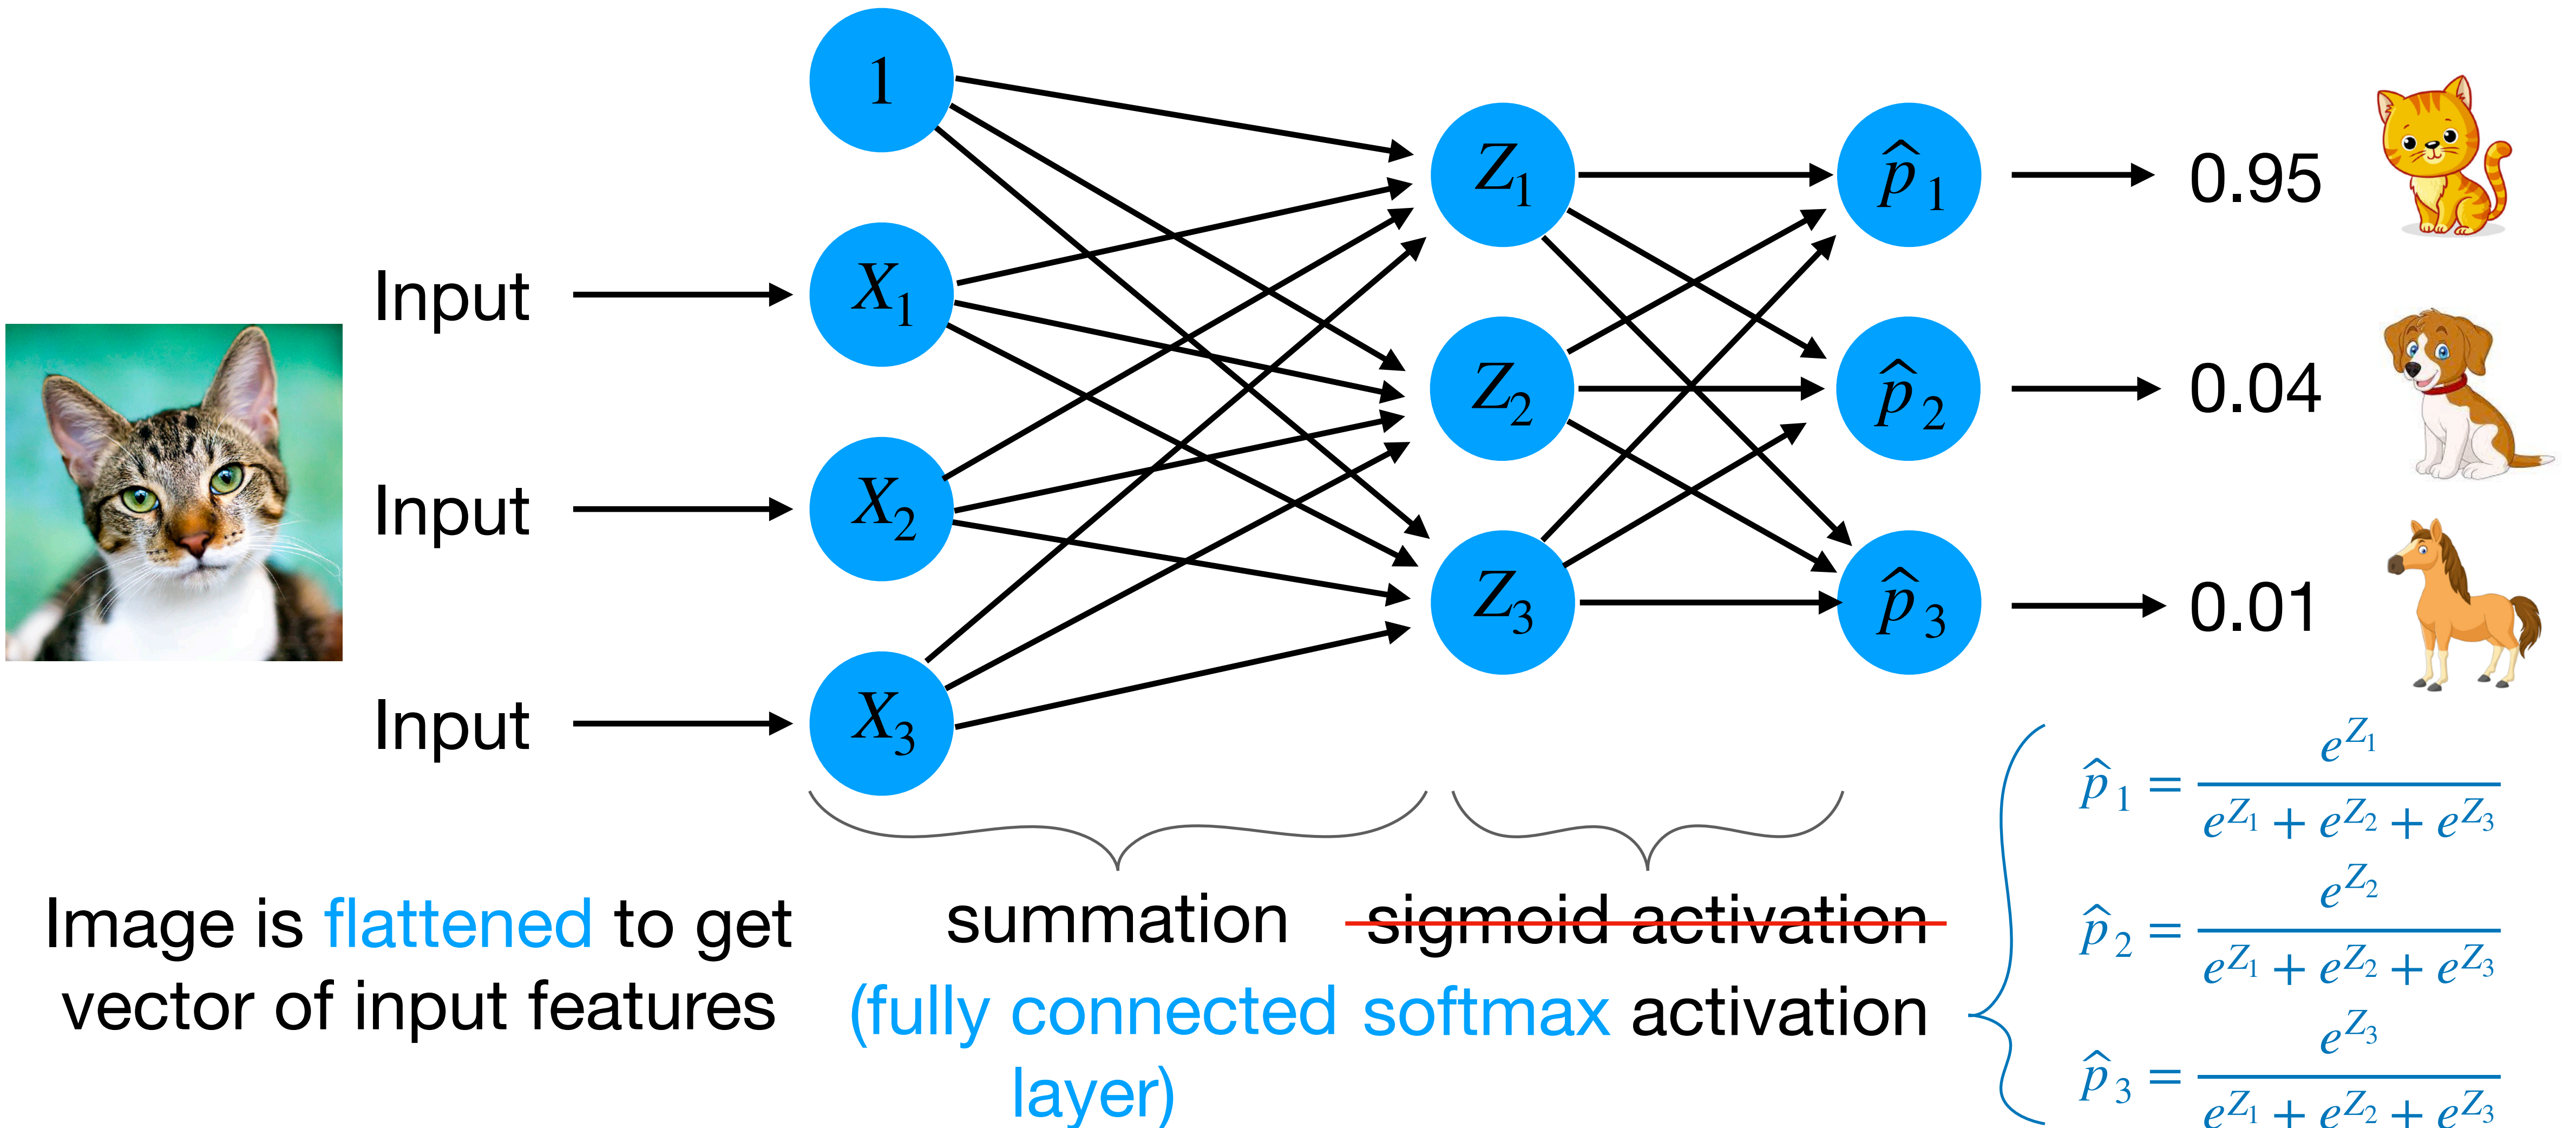 1
Z₁
p̂₁
0.95
Input
X₁
Z₂
p̂₂
0.04
Input
X₂
Z₃
p̂₃
0.01
Input
X₃
Image is flattened to get
vector of input features
summation
(fully connected
layer)
sigmoid activation
softmax activation
p̂₁ = e^{Z₁} / (e^{Z₁} + e^{Z₂} + e^{Z₃})
p̂₂ = e^{Z₂} / (e^{Z₁} + e^{Z₂} + e^{Z₃})
p̂₃ = e^{Z₃} / (e^{Z₁} + e^{Z₂} + e^{Z₃})